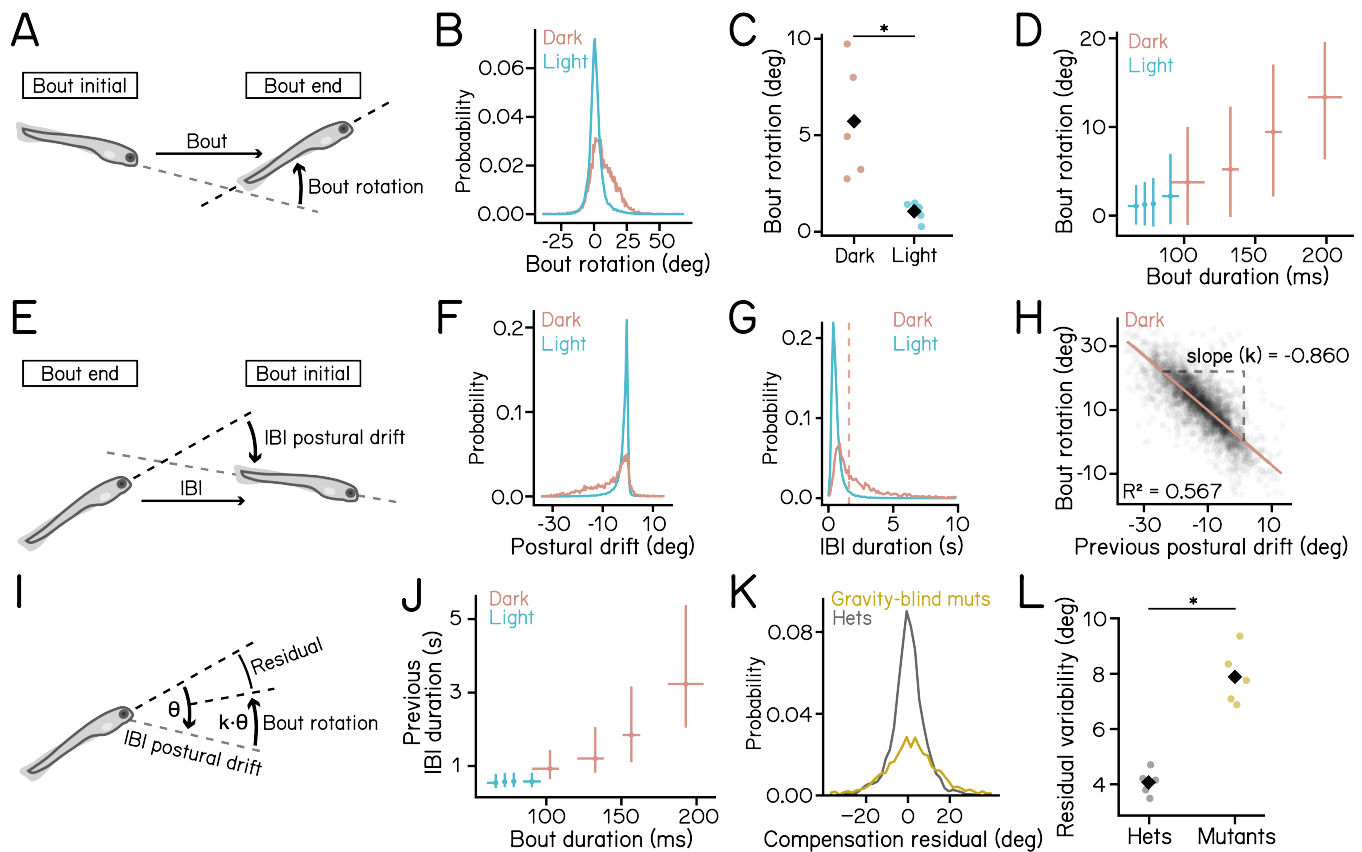 A
Bout initial
Bout end
Bout
Bout rotation
B
Dark
Light
Probaability
0.06
0.04
0.02
0.00
-25 0 25 50
Bout rotation (deg)
C
*
Bout rotation (deg)
10
5
0
Dark Light
D
Dark
Light
Bout rotation (deg)
20
10
0
100 150 200
Bout duration (ms)
E
Bout end
Bout initial
IBI postural drift
IBI
F
Dark
Light
Probability
0.2
0.1
0.0
-30 -10 10
Postural drift (deg)
G
Dark
Light
Probability
0.2
0.1
0.0
0 5 10
IBI duration (s)
H
Dark
slope (k) = -0.860
Bout rotation (deg)
30
10
-10
R² = 0.567
-30 -10 10
Previous postural drift (deg)
I
Residual
θ
k·θ
Bout rotation
IBI postural drift
J
Dark
Light
Previous
IBI duration (s)
5
3
1
100 150 200
Bout duration (ms)
K
Gravity-blind muts
Hets
Probability
0.08
0.04
0.00
−20 0 20
Compensation residual (deg)
L
*
Residual variability (deg)
10
8
6
4
Hets Mutants